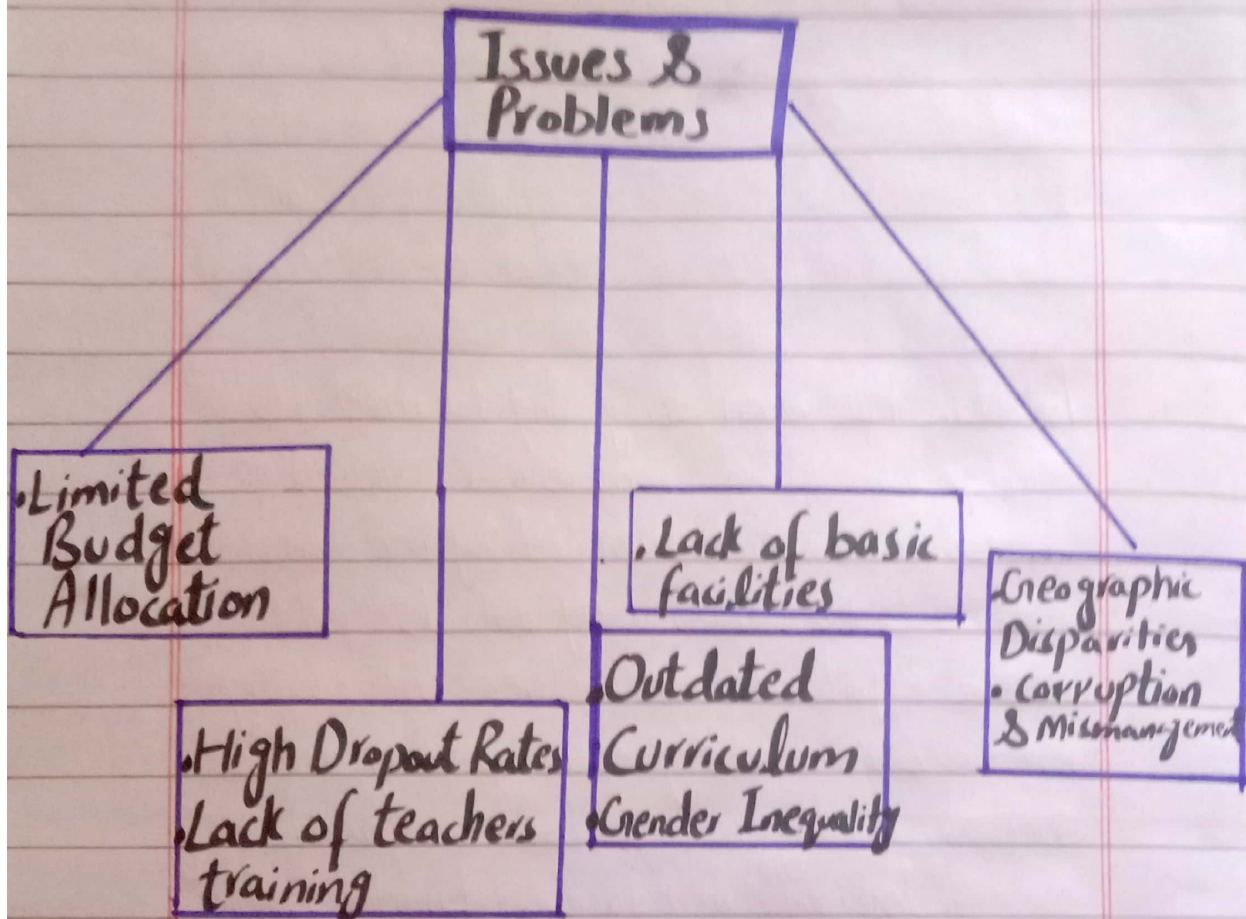 Issues &
Problems
•Limited
Budget
Allocation
•High Dropout Rates
•Lack of teachers
training
•Outdated
Curriculum
•Gender Inequality
•Lack of basic
facilities
•Geographic
Disparities
• Corruption
& Mismanagement